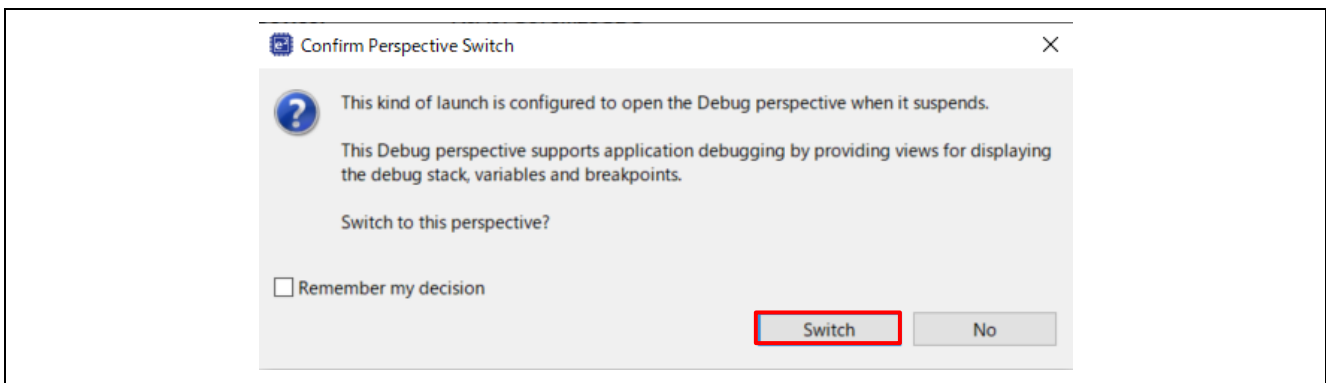 Confirm Perspective Switch
This kind of launch is configured to open the Debug perspective when it suspends.
This Debug perspective supports application debugging by providing views for displaying
the debug stack, variables and breakpoints.
Switch to this perspective?
Remember my decision
Switch
No